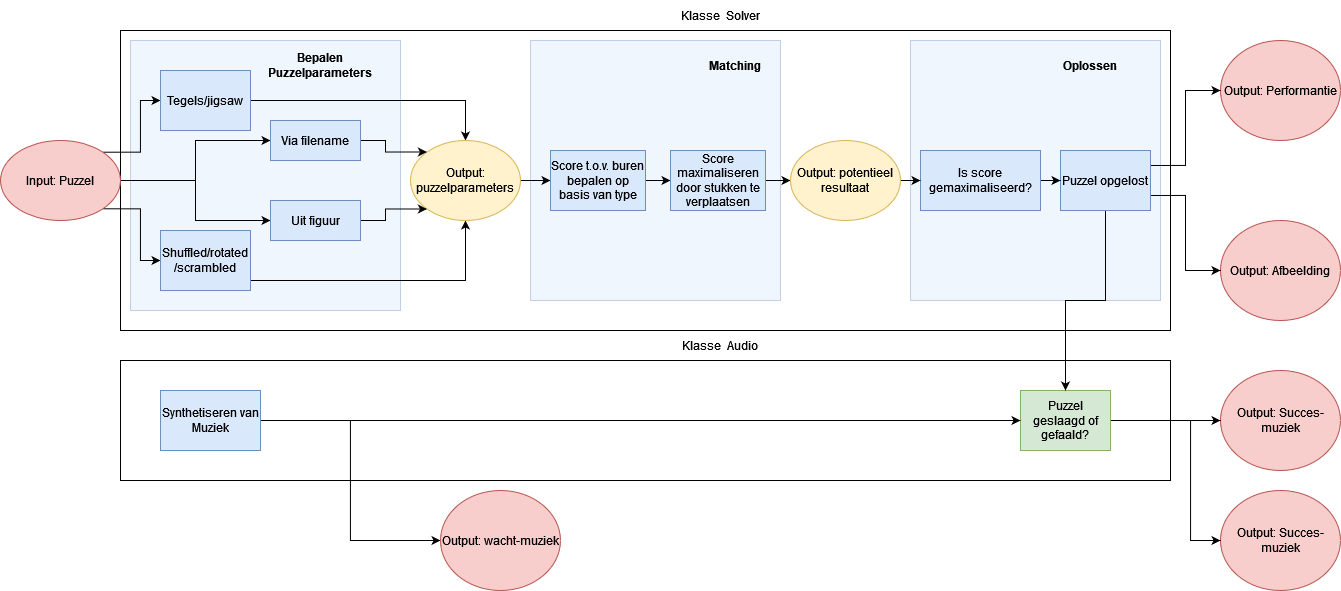 Klasse Solver
Bepalen
Puzzelparameters
Tegels/jigsaw
Via filename
Input: Puzzel
Uit figuur
Shuffled/rotated
/scrambled
Output:
puzzelparameters
Matching
Score t.o.v. buren
bepalen op
basis van type
Score
maximaliseren
door stukken te
verplaatsen
Output: potentieel
resultaat
Oplossen
Is score
gemaximaliseerd?
Puzzel opgelost
Output: Performantie
Output: Afbeelding
Klasse Audio
Synthetiseren van
Muziek
Puzzel
geslaagd of
gefaald?
Output: Succes-
muziek
Output: wacht-muziek
Output: Succes-
muziek